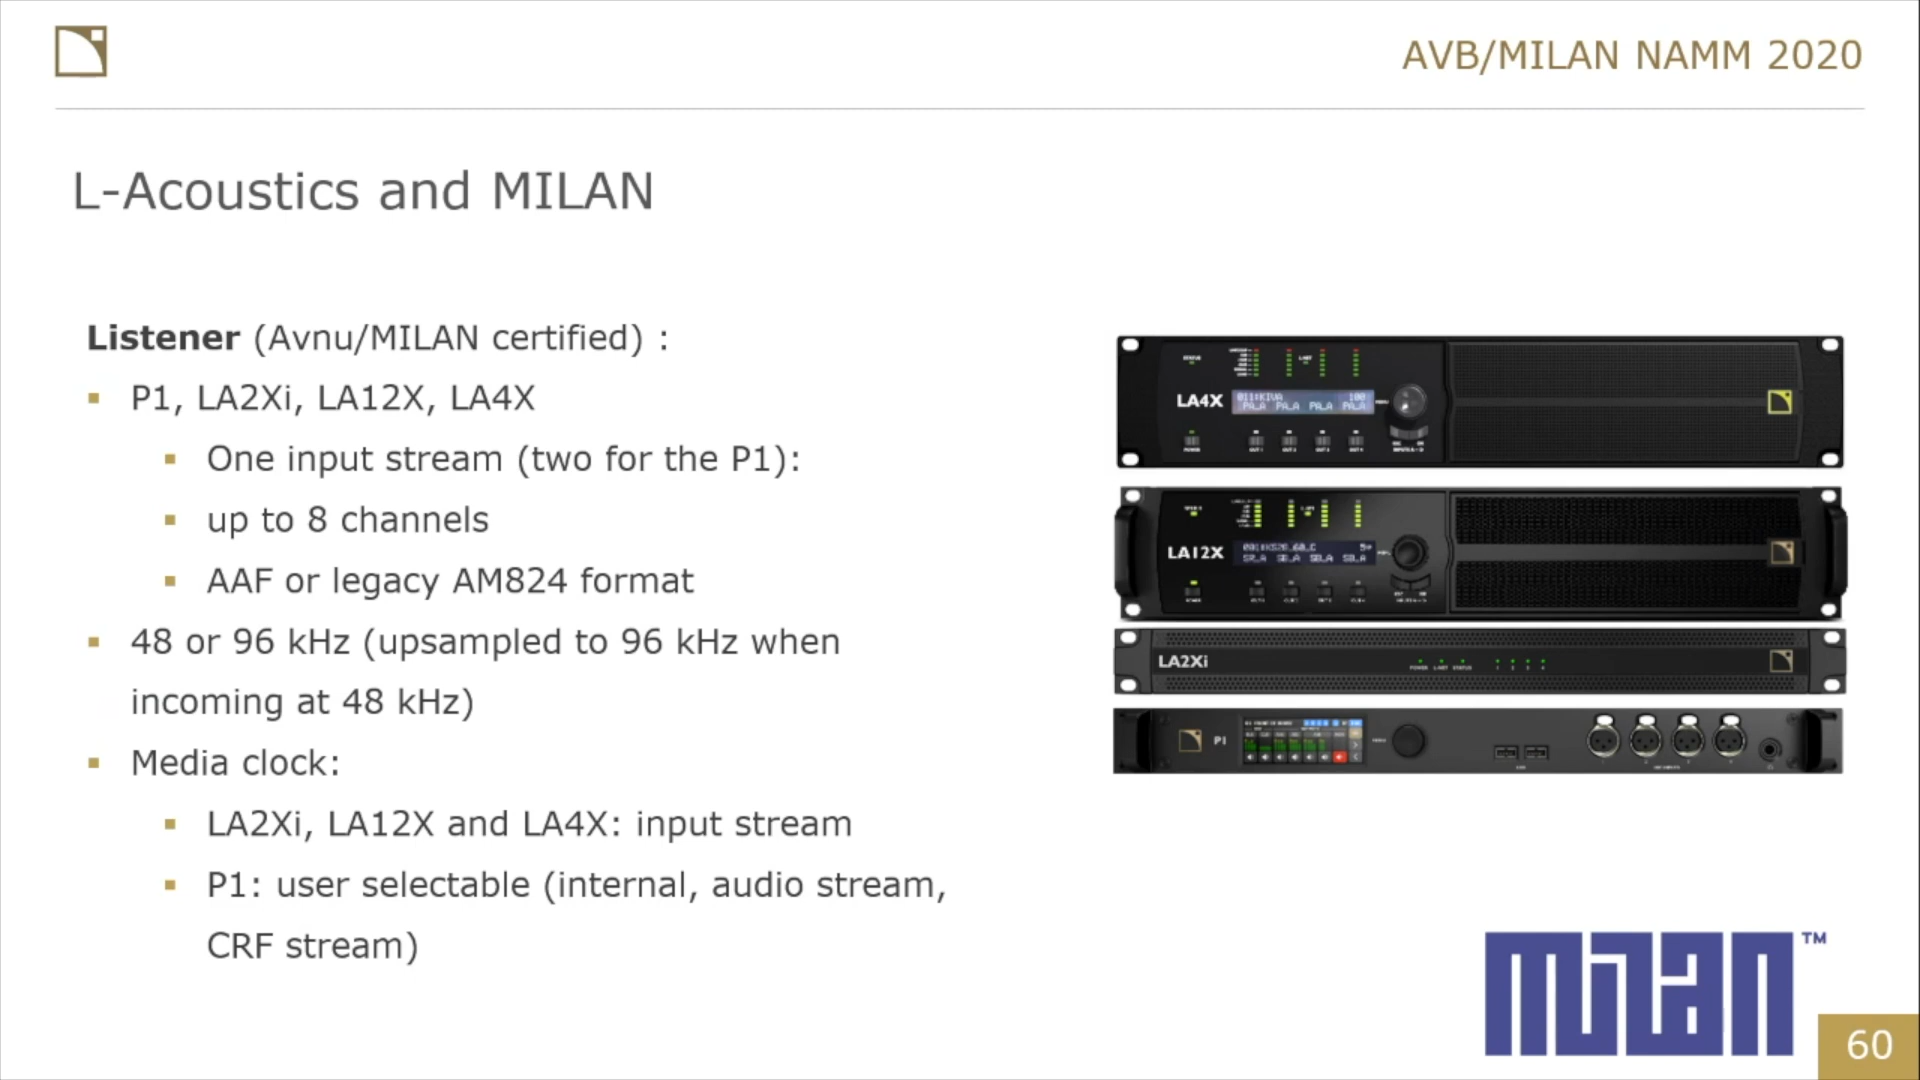 AVB/MILAN NAMM 2020
L-Acoustics and MILAN
Listener (Avnu/MILAN certified) :
▪ P1, LA2Xi, LA12X, LA4X
▪ One input stream (two for the P1):
▪ up to 8 channels
▪ AAF or legacy AM824 format
▪ 48 or 96 kHz (upsampled to 96 kHz when
incoming at 48 kHz)
▪ Media clock:
▪ LA2Xi, LA12X and LA4X: input stream
▪ P1: user selectable (internal, audio stream,
CRF stream)
LA4X
LA12X
LA2Xi
P1
milan™
60